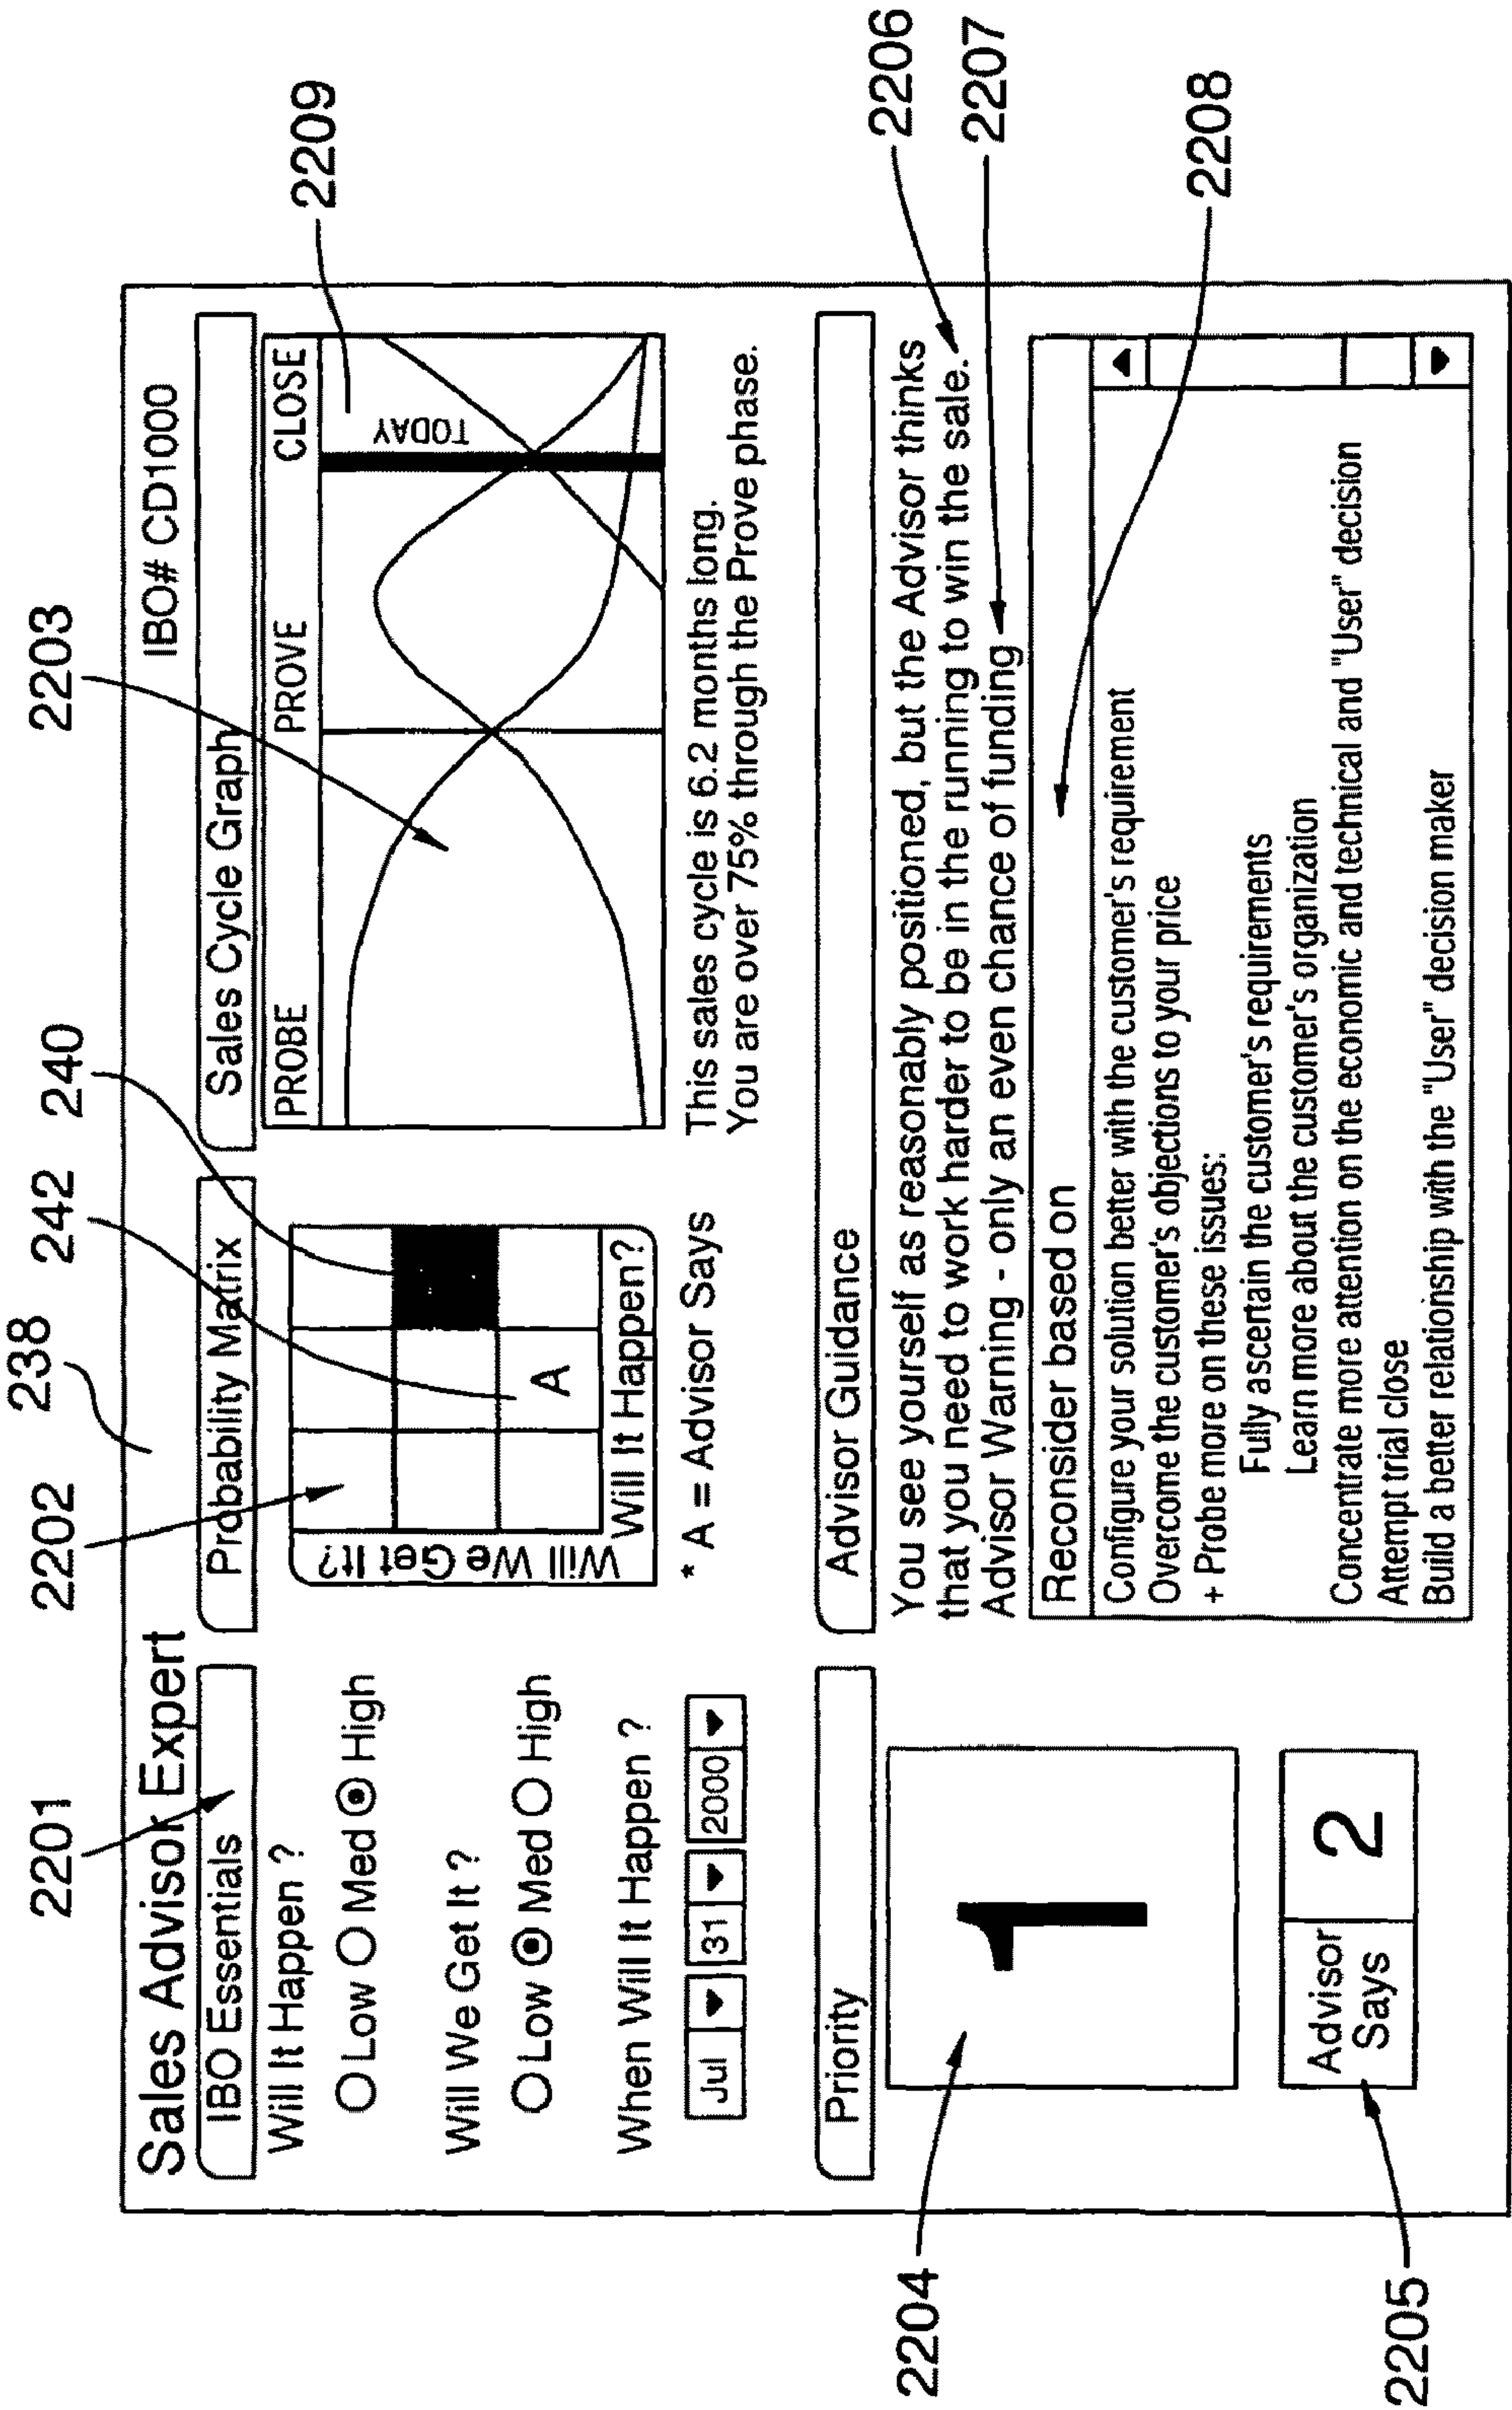 2201
2202
238
242
240
2203
2209
Sales Advisor Expert
IBO# CD1000
IBO Essentials
Will It Happen ?
Low Med High
Will We Get It ?
Low Med High
When Will It Happen ?
Jul 31 2000
Probability Matrix
Will We Get It?
A
Will It Happen?
* A = Advisor Says
Sales Cycle Graph
PROBE PROVE CLOSE
TODAY
This sales cycle is 6.2 months long.
You are over 75% through the Prove phase.
Priority
1
Advisor
Says
2
2204
2205
Advisor Guidance
You see yourself as reasonably positioned, but the Advisor thinks
that you need to work harder to be in the running to win the sale.
Advisor Warning - only an even chance of funding
2206
2207
Reconsider based on
2208
Configure your solution better with the customer's requirement
Overcome the customer's objections to your price
+ Probe more on these issues:
Fully ascertain the customer's requirements
Learn more about the customer's organization
Concentrate more attention on the economic and technical and "User" decision
Attempt trial close
Build a better relationship with the "User" decision maker